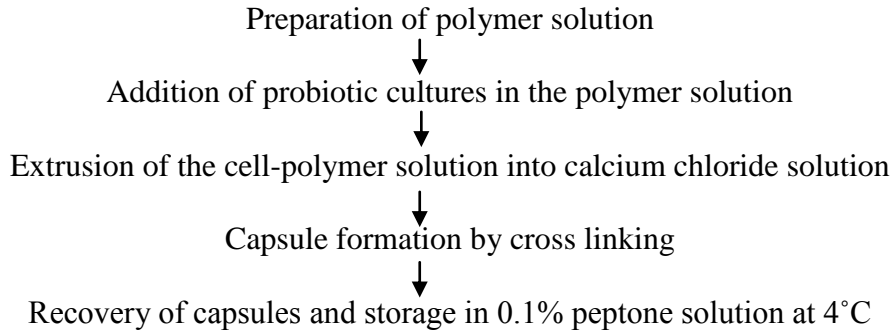 Preparation of polymer solution
Addition of probiotic cultures in the polymer solution
Extrusion of the cell-polymer solution into calcium chloride solution
Capsule formation by cross linking
Recovery of capsules and storage in 0.1% peptone solution at 4˚C